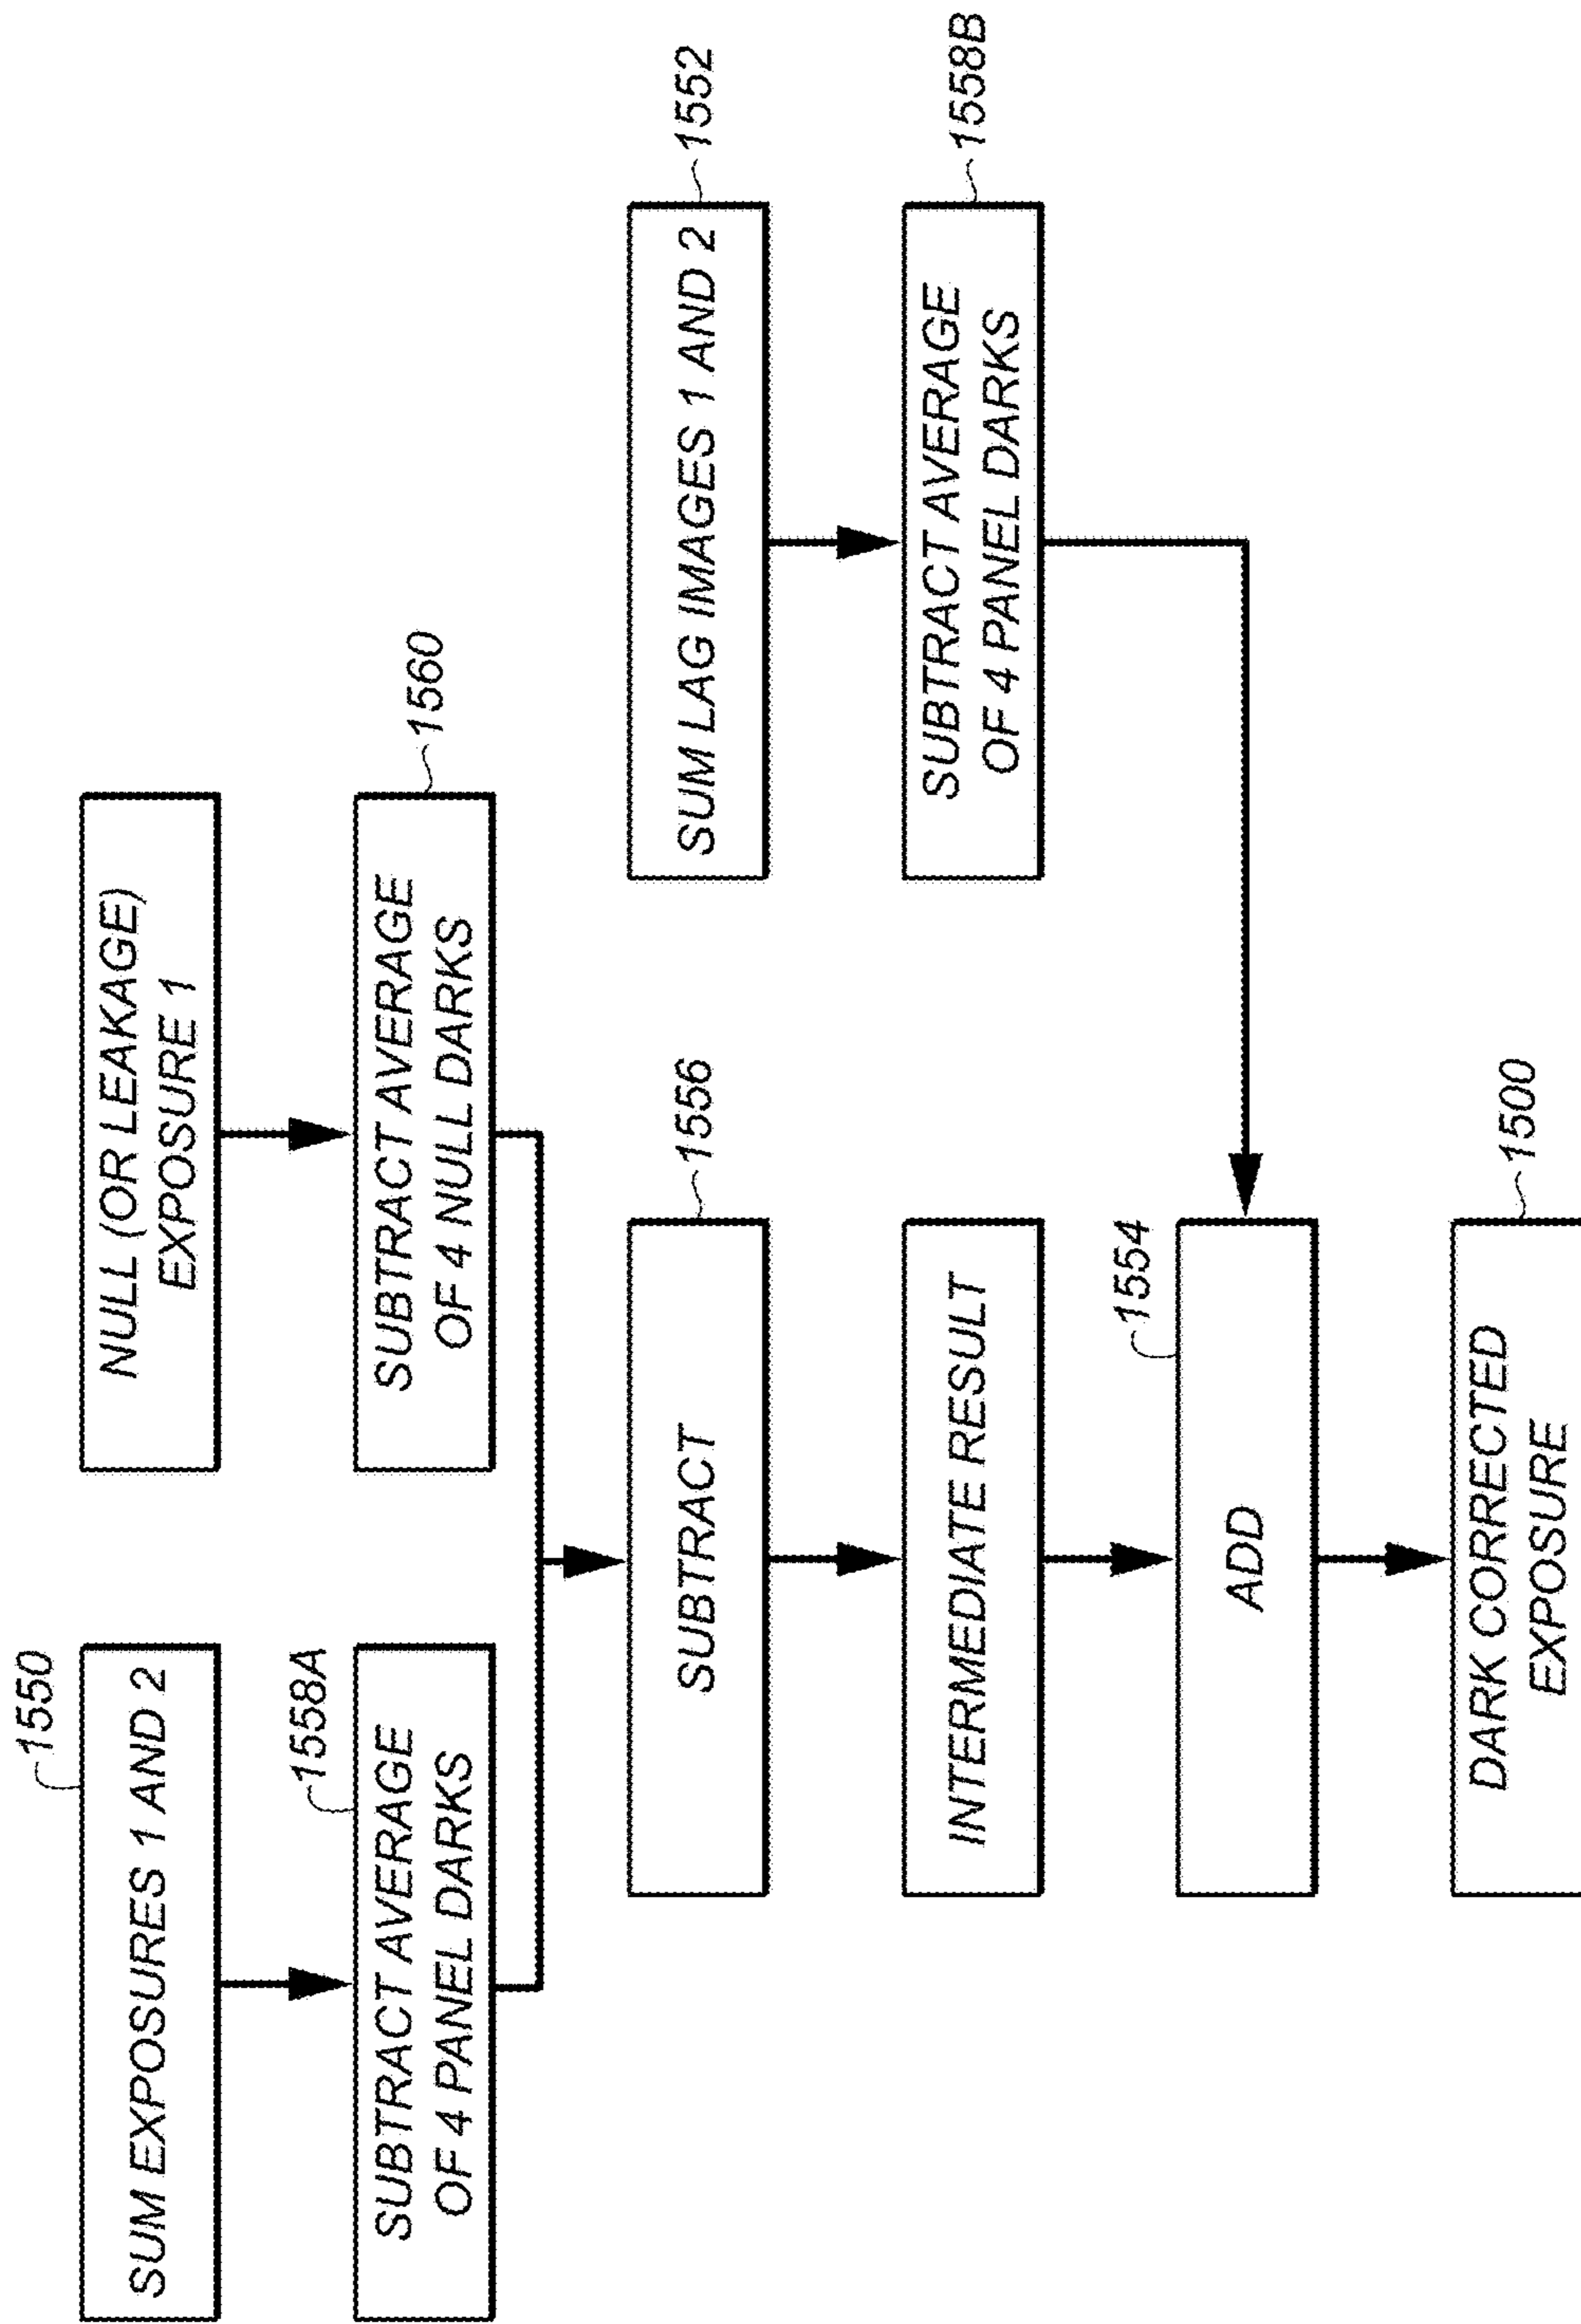 1550
SUM EXPOSURES 1 AND 2
NULL (OR LEAKAGE)
EXPOSURE 1
1558A
SUBTRACT AVERAGE
OF 4 PANEL DARKS
SUBTRACT AVERAGE
OF 4 NULL DARKS
1560
SUBTRACT
1556
SUM LAG IMAGES 1 AND 2
1552
INTERMEDIATE RESULT
SUBTRACT AVERAGE
OF 4 PANEL DARKS
1558B
1554
ADD
DARK CORRECTED
EXPOSURE
1500